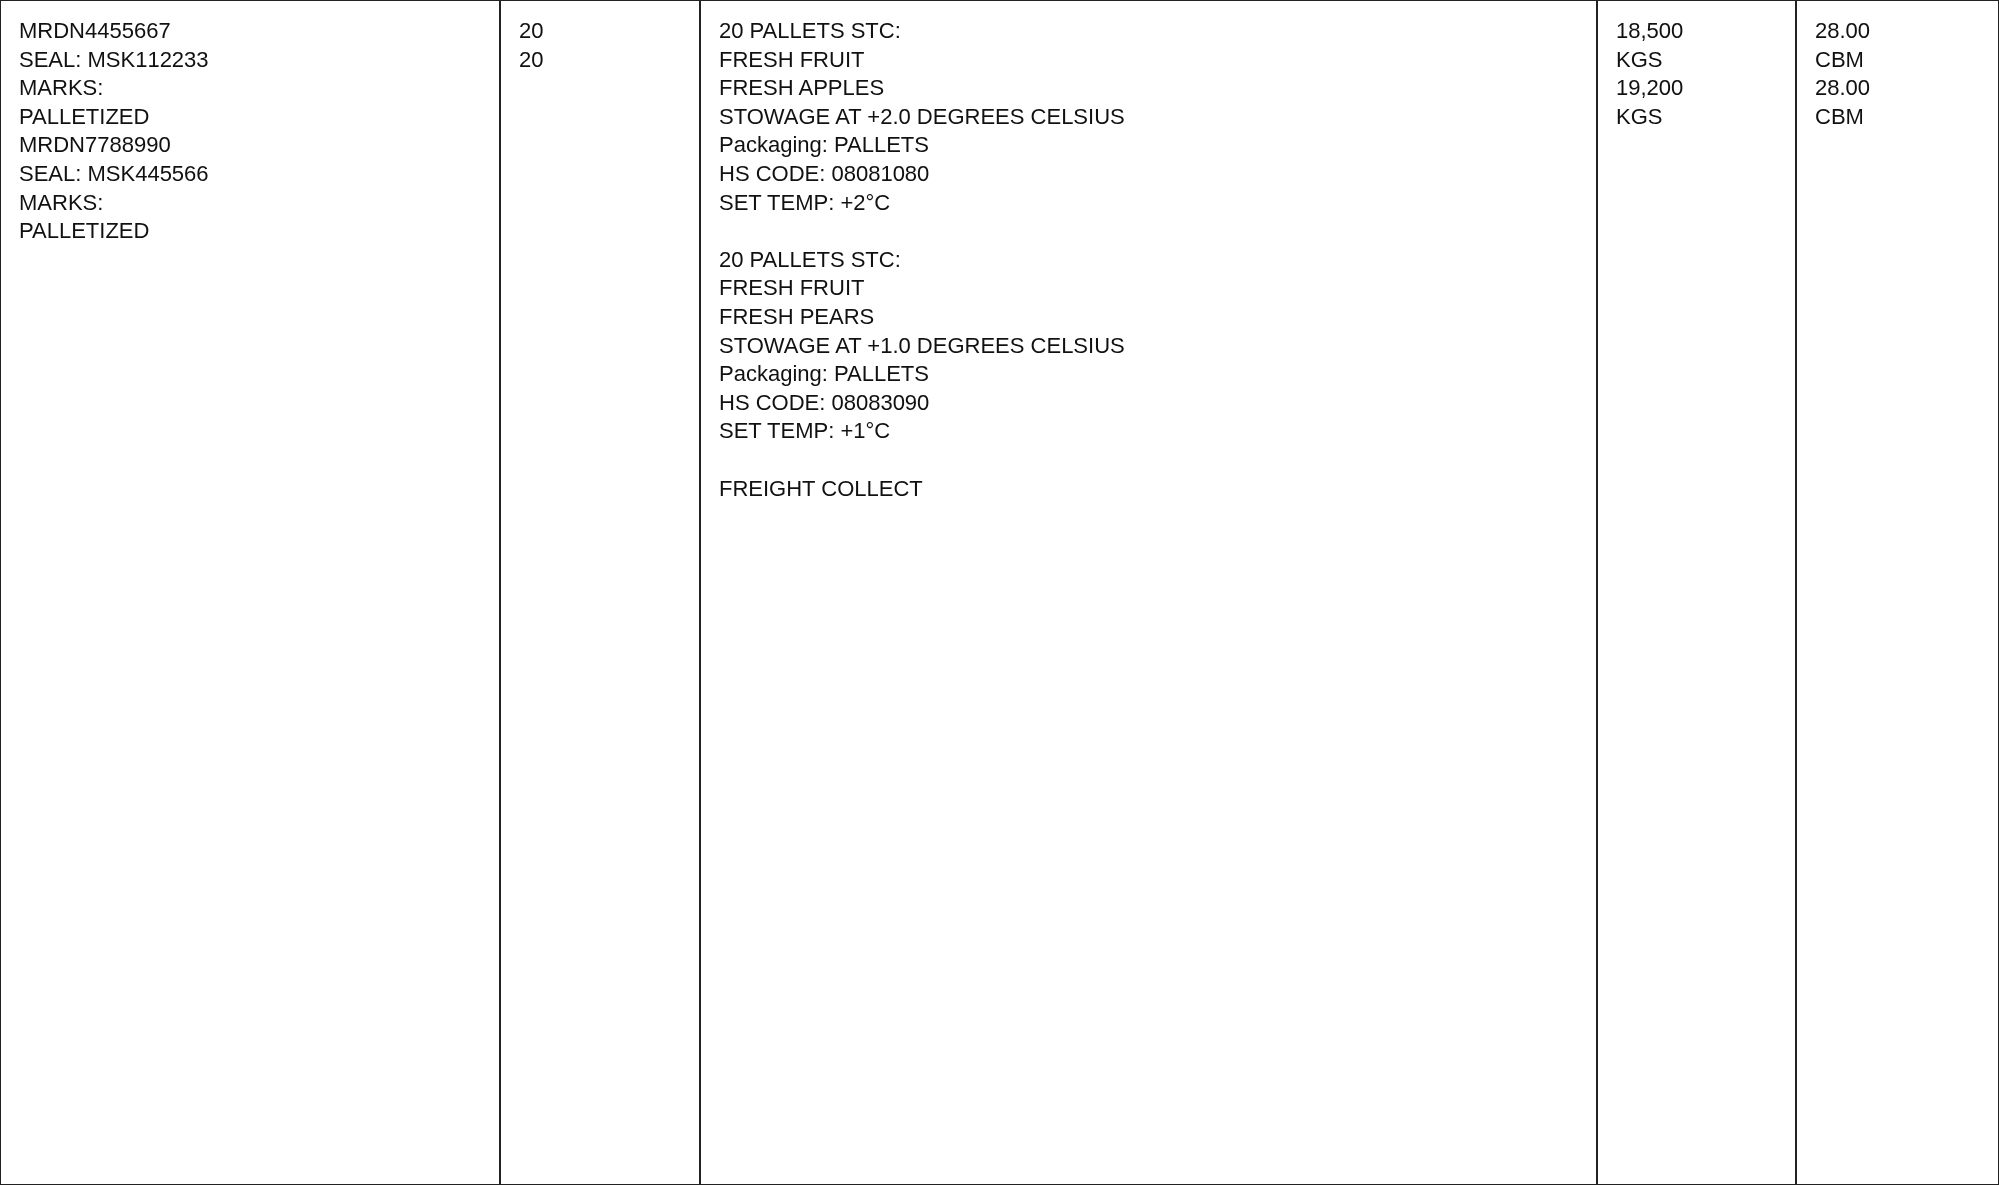 MRDN4455667
SEAL: MSK112233
MARKS:
PALLETIZED
MRDN7788990
SEAL: MSK445566
MARKS:
PALLETIZED
20
20
20 PALLETS STC:
FRESH FRUIT
FRESH APPLES
STOWAGE AT +2.0 DEGREES CELSIUS
Packaging: PALLETS
HS CODE: 08081080
SET TEMP: +2°C
20 PALLETS STC:
FRESH FRUIT
FRESH PEARS
STOWAGE AT +1.0 DEGREES CELSIUS
Packaging: PALLETS
HS CODE: 08083090
SET TEMP: +1°C
FREIGHT COLLECT
18,500
KGS
19,200
KGS
28.00
CBM
28.00
CBM